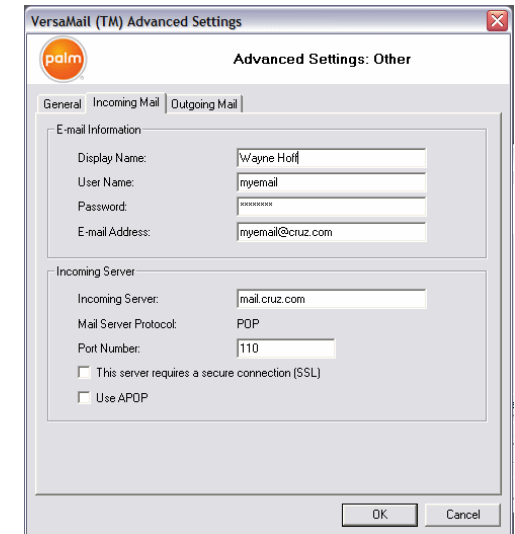 VersaMail (TM) Advanced Settings
palm
Advanced Settings: Other
General Incoming Mail Outgoing Mail
E-mail Information
Display Name: Wayne Hoff
User Name: myemail
Password: ××××××××
E-mail Address: myemail@cruz.com
Incoming Server
Incoming Server: mail.cruz.com
Mail Server Protocol: POP
Port Number: 110
This server requires a secure connection (SSL)
Use APOP
OK Cancel